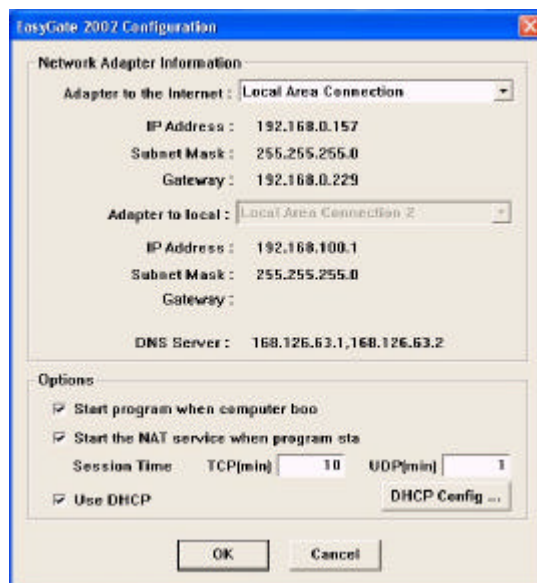 EasyGate 2002 Configuration
Network Adapter Information
Adapter to the Internet : Local Area Connection
IP Address : 192.168.0.157
Subnet Mask : 255.255.255.0
Gateway : 192.168.0.229
Adapter to local : Local Area Connection 2
IP Address : 192.168.100.1
Subnet Mask : 255.255.255.0
Gateway :
DNS Server : 168.126.63.1,168.126.63.2
Options
Start program when computer boo
Start the NAT service when program sta
Session Time TCP(min) 10 UDP(min) 1
Use DHCP DHCP Config ...
OK Cancel